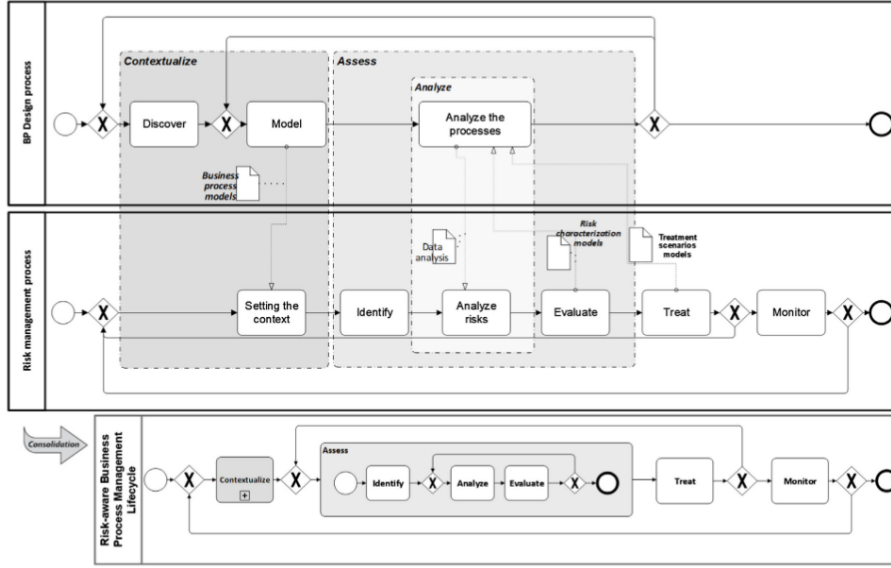 BP Design process
Contextualize
Assess
Analyze
X
Discover
X
Model
Analyze the
processes
X
Business
process
models
Risk management process
Data
analysis
Risk
characterization
models
Treatment
scenarios
models
X
Setting the
context
Identify
Analyze
risks
Evaluate
Treat
X
Monitor
X
Consolidation
Risk-aware Business
Process Management
Lifecycle
X
Contextualize
+
X
Assess
Identify
X
Analyze
Evaluate
X
Treat
X
Monitor
X